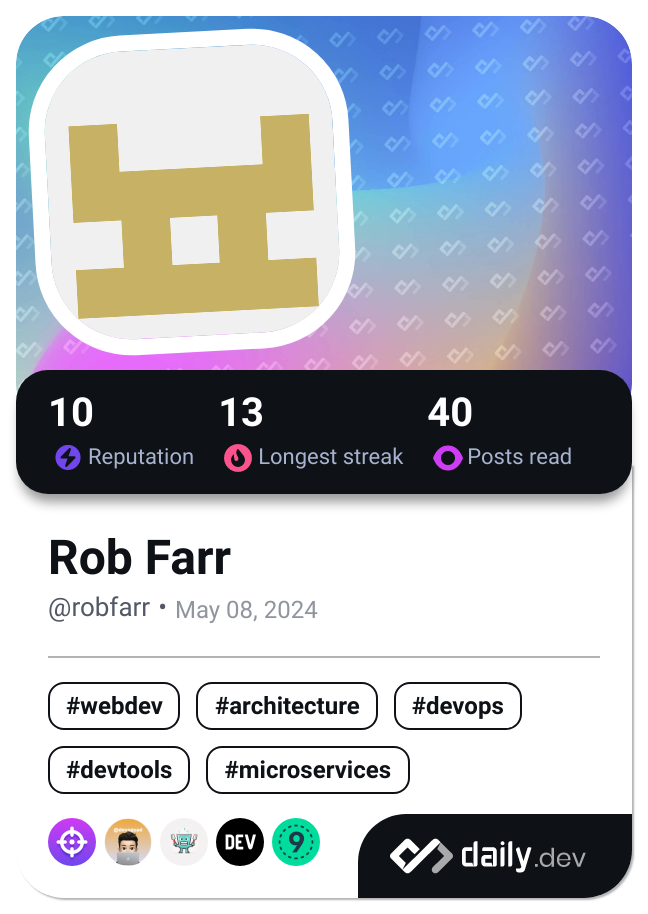 10 13 40
Reputation Longest streak Posts read
Rob Farr
@robfarr • May 08, 2024
#webdev #architecture #devops
#devtools #microservices
DEV 9
daily.dev